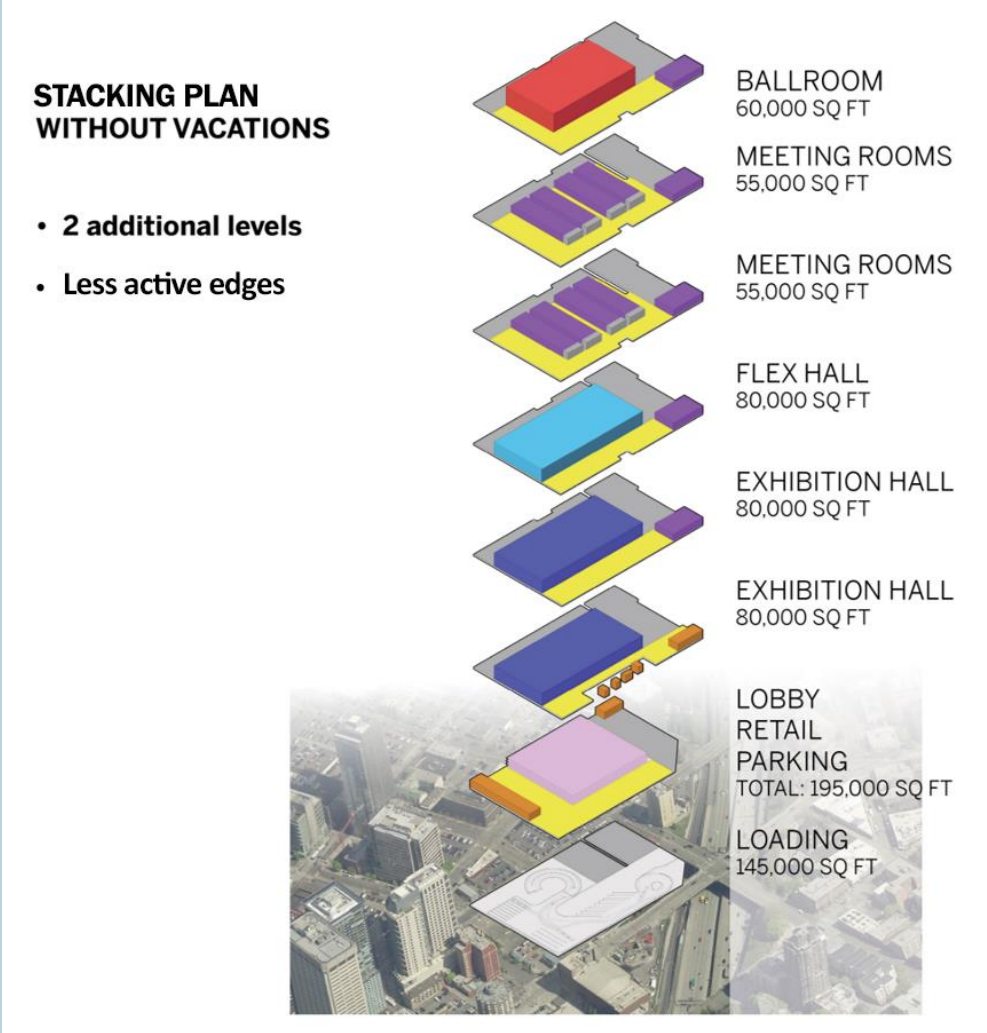 STACKING PLAN
WITHOUT VACATIONS
• 2 additional levels
• Less active edges
BALLROOM
60,000 SQ FT
MEETING ROOMS
55,000 SQ FT
MEETING ROOMS
55,000 SQ FT
FLEX HALL
80,000 SQ FT
EXHIBITION HALL
80,000 SQ FT
EXHIBITION HALL
80,000 SQ FT
LOBBY
RETAIL
PARKING
TOTAL: 195,000 SQ FT
LOADING
145,000 SQ FT